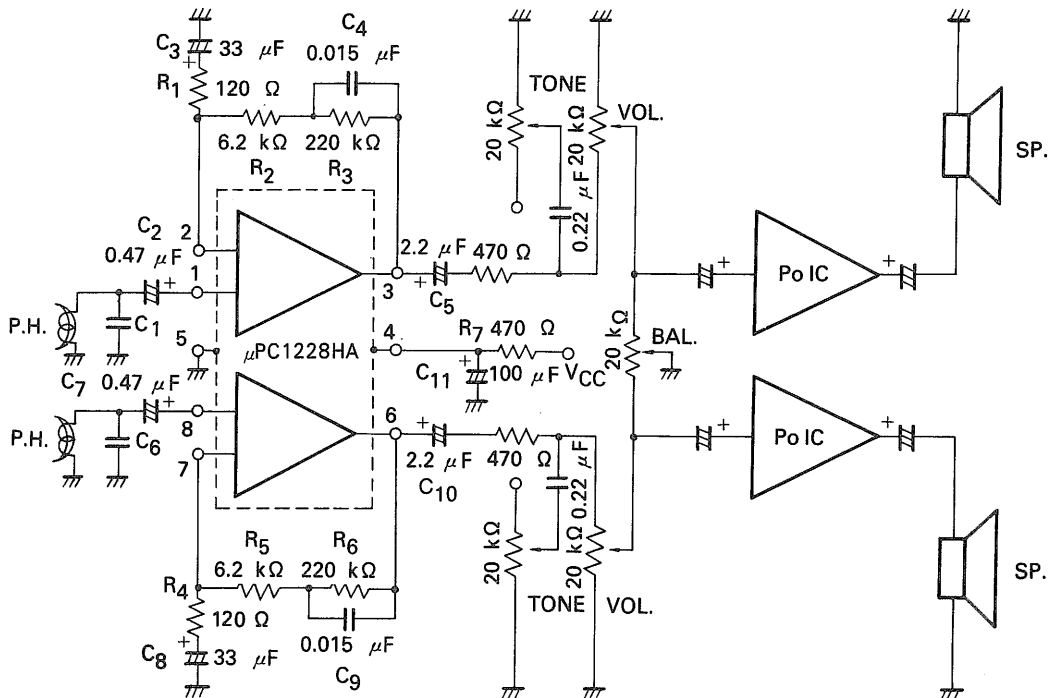 C3 33 μF
R1 120 Ω
C4
0.015 μF
6.2 kΩ 220 kΩ
R2 R3
C2
0.47 μF
2
1
P.H.
C1
5
μPC1228HA
3
2.2 μF
C5
470 Ω
20 kΩ
TONE
0.22 μF
20 kΩ
VOL.
4
R7 470 Ω
C11 100 μF
VCC
20 kΩ
BAL.
Po IC
SP.
C7 0.47 μF
P.H.
C6
8
7
6
2.2 μF
C10
470 Ω
0.22 μF
20 kΩ
TONE
20 kΩ
VOL.
R5 R6
6.2 kΩ 220 kΩ
R4
120 Ω
C8 33 μF
0.015 μF
C9
Po IC
SP.